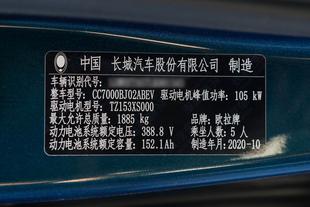 中国 长城汽车股份有限公司 制造
车辆识别代号:
整车型号: CC7000BJ02ABEV 驱动电机峰值功率: 105 kW
驱动电机型号: TZ153XS000
最大允许总质量: 1885 kg 品牌: 欧拉牌
动力电池系统额定电压: 388.8 V 乘坐人数: 5 人
动力电池系统额定容量: 152.1Ah 制造年月: 2020-10